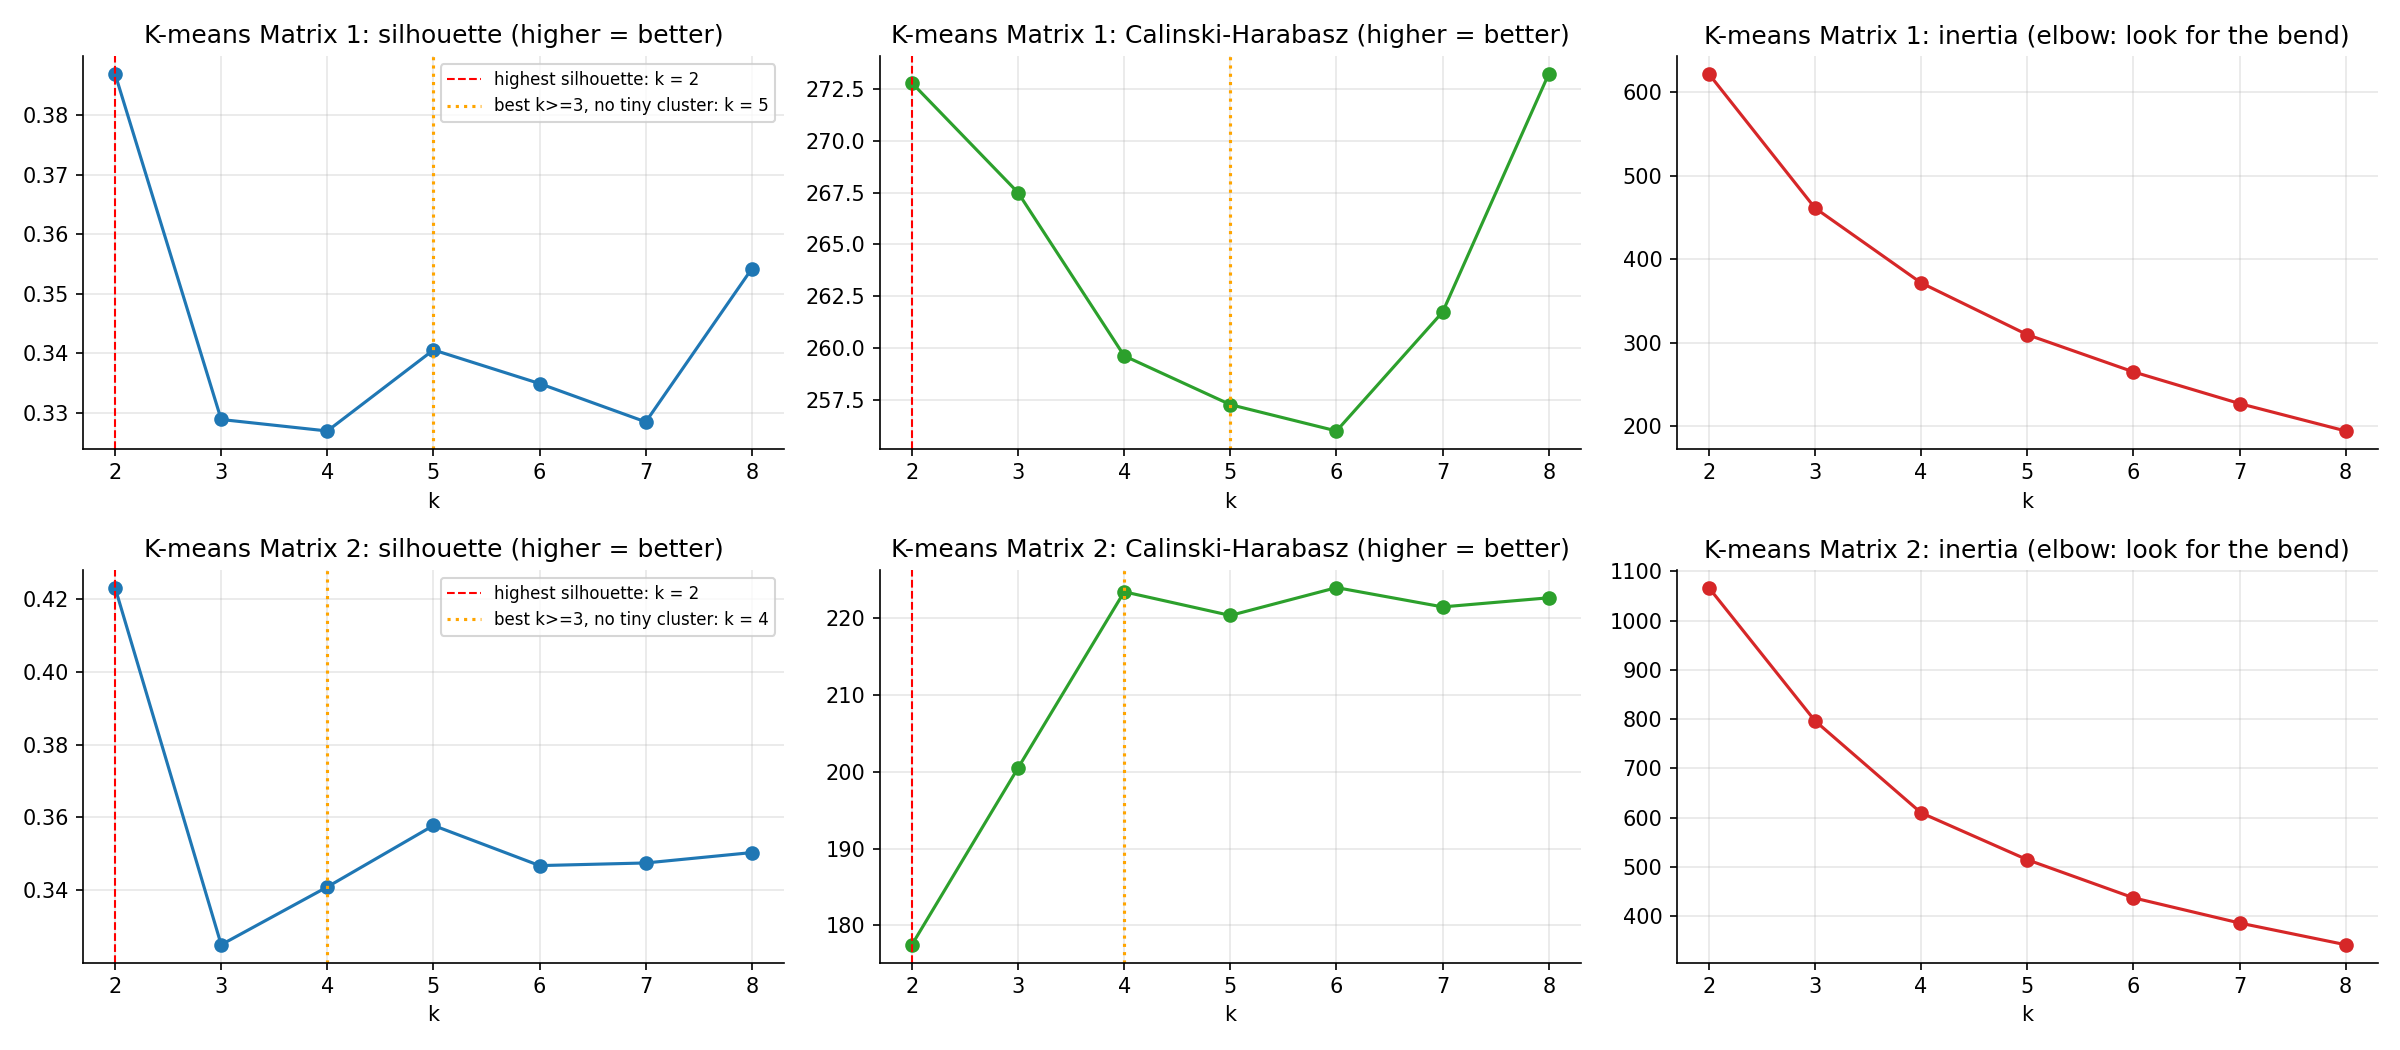 K-means Matrix 1: silhouette (higher = better)
highest silhouette: k = 2
best k>=3, no tiny cluster: k = 5
0.38
0.37
0.36
0.35
0.34
0.33
2 3 4 5 6 7 8
k
K-means Matrix 1: Calinski-Harabasz (higher = better)
272.5
270.0
267.5
265.0
262.5
260.0
257.5
2 3 4 5 6 7 8
k
K-means Matrix 1: inertia (elbow: look for the bend)
600
500
400
300
200
2 3 4 5 6 7 8
k
K-means Matrix 2: silhouette (higher = better)
highest silhouette: k = 2
best k>=3, no tiny cluster: k = 4
0.42
0.40
0.38
0.36
0.34
2 3 4 5 6 7 8
k
K-means Matrix 2: Calinski-Harabasz (higher = better)
220
210
200
190
180
2 3 4 5 6 7 8
k
K-means Matrix 2: inertia (elbow: look for the bend)
1100
1000
900
800
700
600
500
400
2 3 4 5 6 7 8
k